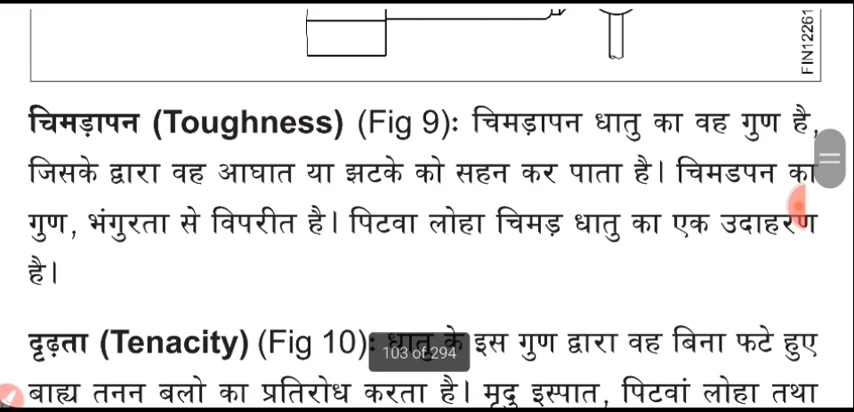 FIN12261
चिमड़ापन (Toughness) (Fig 9): चिमड़ापन धातु का वह गुण है,
जिसके द्वारा वह आघात या झटके को सहन कर पाता है। चिमडपन का
गुण, भंगुरता से विपरीत है। पिटवा लोहा चिमड़ धातु का एक उदाहरण
है।
दृढ़ता (Tenacity) (Fig 10): धातु के इस गुण द्वारा वह बिना फटे हुए
103 of 294
बाह्य तनन बलो का प्रतिरोध करता है। मृदु इस्पात, पिटवां लोहा तथा